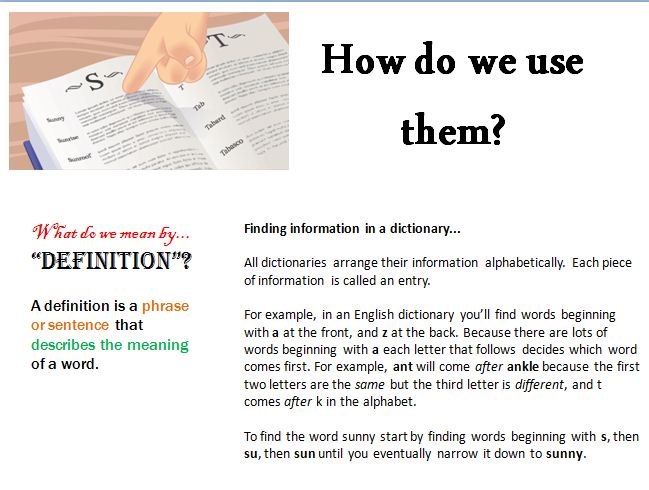 S
T
Sunny
Sunrise
Sunroof
T
Tab
Tabard
Tabasco
How do we use
them?
What do we mean by...
“DEFINITION”?
A definition is a phrase
or sentence that
describes the meaning
of a word.
Finding information in a dictionary...
All dictionaries arrange their information alphabetically. Each piece
of information is called an entry.
For example, in an English dictionary you’ll find words beginning
with a at the front, and z at the back. Because there are lots of
words beginning with a each letter that follows decides which word
comes first. For example, ant will come after ankle because the first
two letters are the same but the third letter is different, and t
comes after k in the alphabet.
To find the word sunny start by finding words beginning with s, then
su, then sun until you eventually narrow it down to sunny.